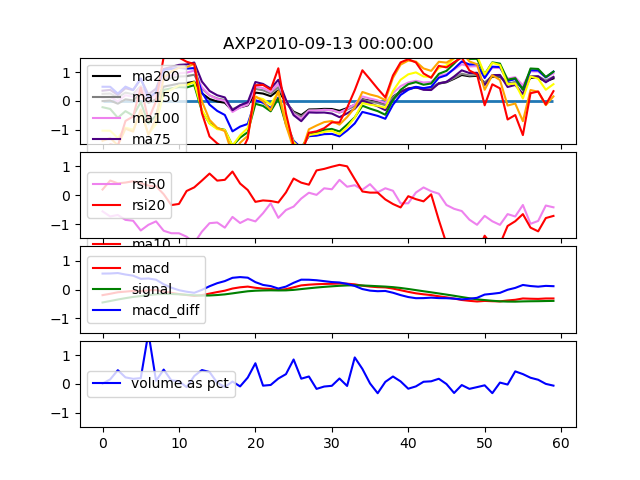 AXP2010-09-13 00:00:00
1
0
−1
ma200
ma150
ma100
ma75
1
0
−1
rsi50
rsi20
ma10
1
0
−1
macd
signal
macd_diff
1
0
−1
volume as pct
0 10 20 30 40 50 60